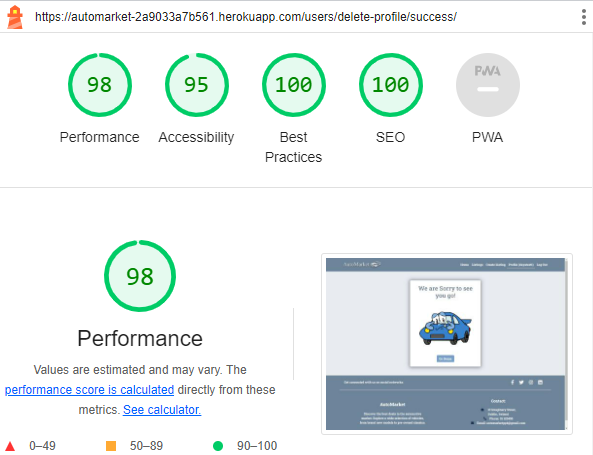 https://automarket-2a9033a7b561.herokuapp.com/users/delete-profile/success/
98
95
100
100
PWA
Performance
Accessibility
Best
Practices
SEO
PWA
98
Performance
Values are estimated and may vary. The
performance score is calculated directly from these
metrics. See calculator.
0–49
50–89
90–100
We are Sorry to see
you go!
AutoMarket
Contact